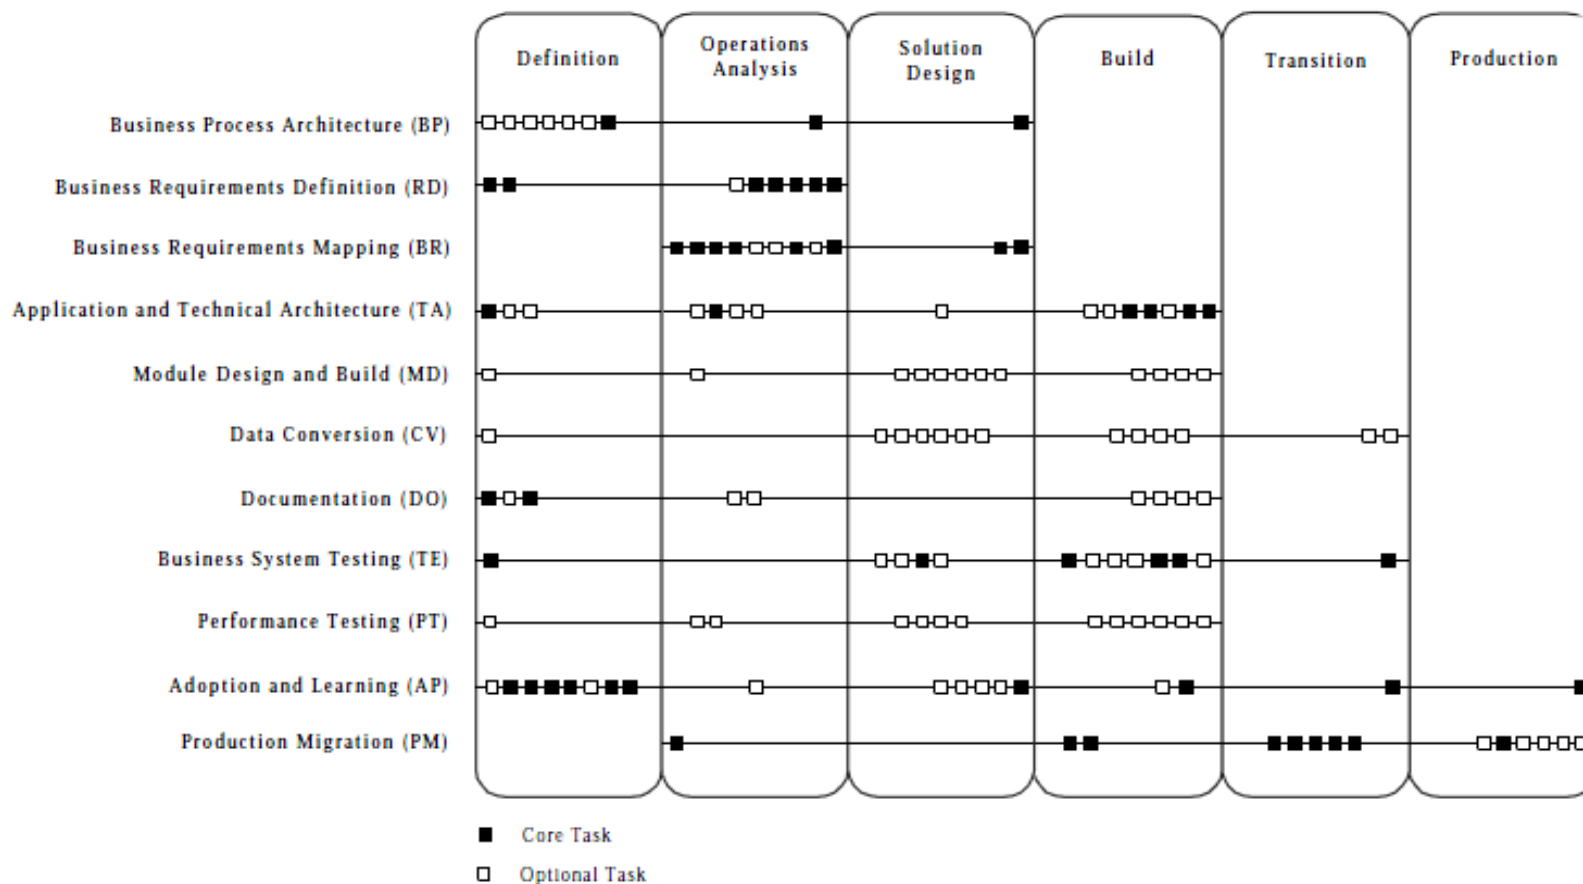 Definition
Operations
Analysis
Solution
Design
Build
Transition
Production
Business Process Architecture (BP)
Business Requirements Definition (RD)
Business Requirements Mapping (BR)
Application and Technical Architecture (TA)
Module Design and Build (MD)
Data Conversion (CV)
Documentation (DO)
Business System Testing (TE)
Performance Testing (PT)
Adoption and Learning (AP)
Production Migration (PM)
Core Task
Optional Task